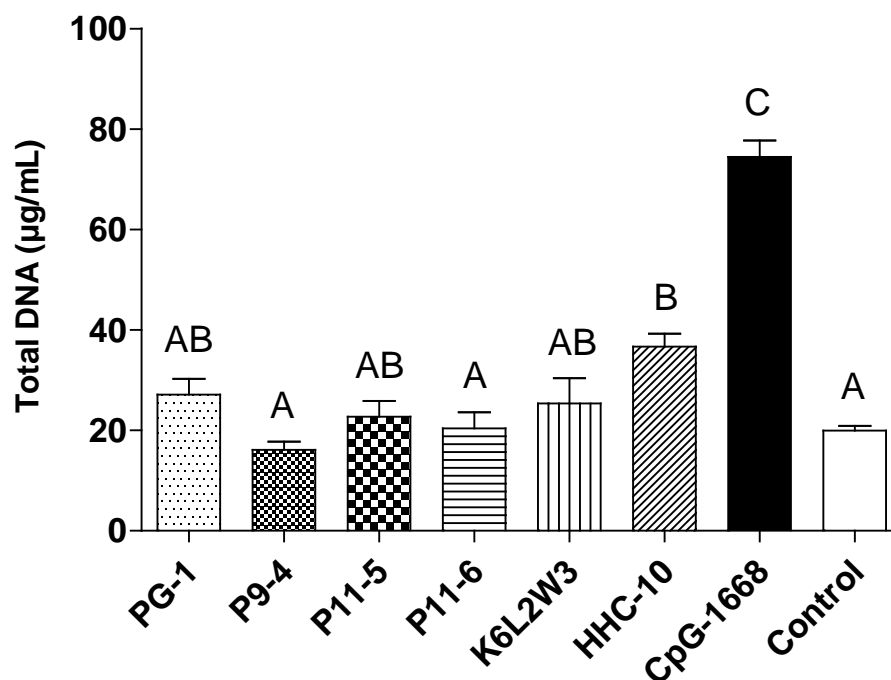 Total DNA (µg/mL)
100
80
60
40
20
0
AB
A
AB
A
AB
B
C
A
PG-1
P9-4
P11-5
P11-6
K6L2W3
HHC-10
CpG-1668
Control